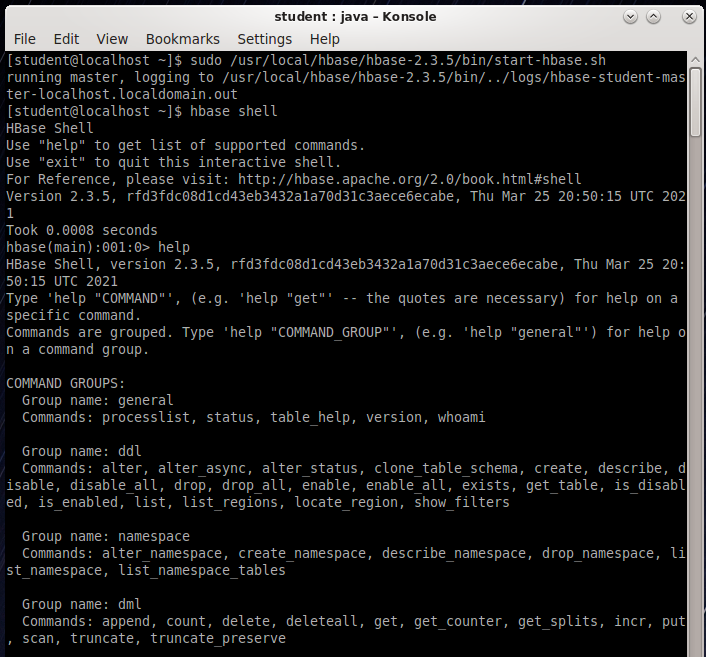 student : java – Konsole
File Edit View Bookmarks Settings Help
[student@localhost ~]$ sudo /usr/local/hbase/hbase-2.3.5/bin/start-hbase.sh
running master, logging to /usr/local/hbase/hbase-2.3.5/bin/../logs/hbase-student-mas
ter-localhost.localdomain.out
[student@localhost ~]$ hbase shell
HBase Shell
Use "help" to get list of supported commands.
Use "exit" to quit this interactive shell.
For Reference, please visit: http://hbase.apache.org/2.0/book.html#shell
Version 2.3.5, rfd3fdc08d1cd43eb3432a1a70d31c3aece6ecabe, Thu Mar 25 20:50:15 UTC 202
1
Took 0.0008 seconds
hbase(main):001:0> help
HBase Shell, version 2.3.5, rfd3fdc08d1cd43eb3432a1a70d31c3aece6ecabe, Thu Mar 25 20:
50:15 UTC 2021
Type 'help "COMMAND"', (e.g. 'help "get"' -- the quotes are necessary) for help on a
specific command.
Commands are grouped. Type 'help "COMMAND_GROUP"', (e.g. 'help "general"') for help o
n a command group.
COMMAND GROUPS:
Group name: general
Commands: processlist, status, table_help, version, whoami
Group name: ddl
Commands: alter, alter_async, alter_status, clone_table_schema, create, describe, d
isable, disable_all, drop, drop_all, enable, enable_all, exists, get_table, is_disabl
ed, is_enabled, list, list_regions, locate_region, show_filters
Group name: namespace
Commands: alter_namespace, create_namespace, describe_namespace, drop_namespace, li
st_namespace, list_namespace_tables
Group name: dml
Commands: append, count, delete, deleteall, get, get_counter, get_splits, incr, put
, scan, truncate, truncate_preserve